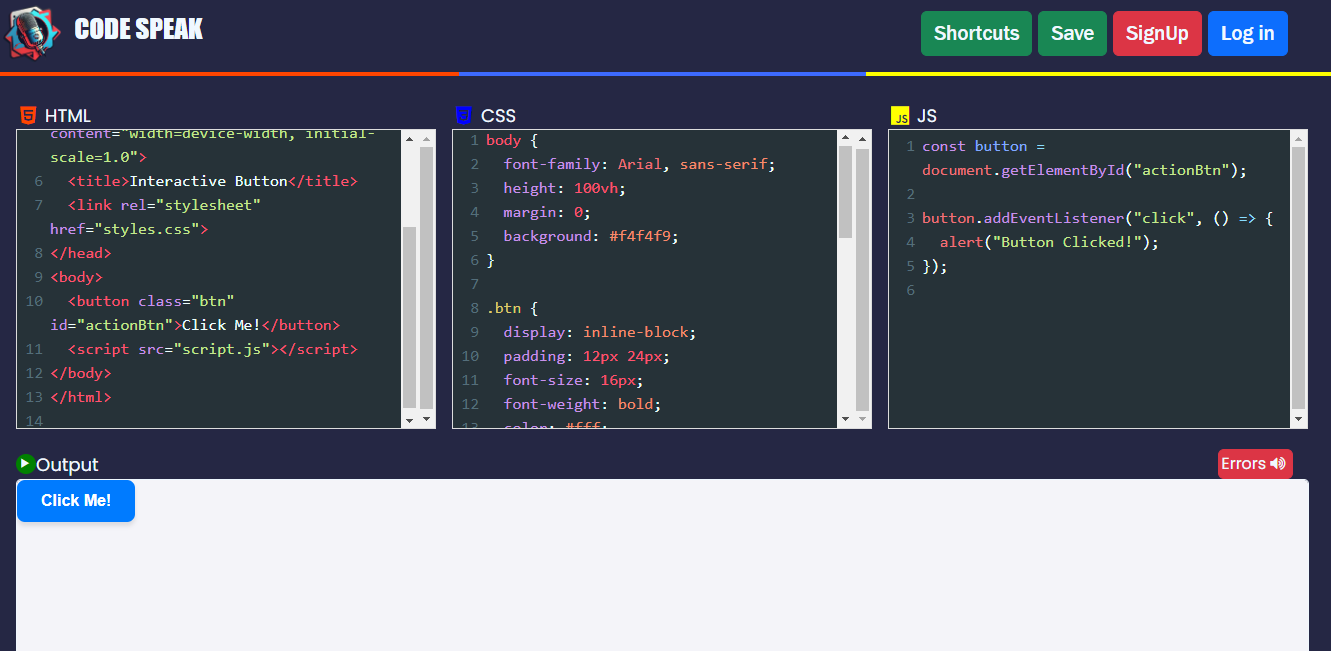 CODE SPEAK
Shortcuts Save SignUp Log in
HTML
content="width=device-width, initial-
scale=1.0">
6 <title>Interactive Button</title>
7 <link rel="stylesheet"
href="styles.css">
8 </head>
9 <body>
10 <button class="btn"
id="actionBtn">Click Me!</button>
11 <script src="script.js"></script>
12 </body>
13 </html>
14
CSS
1 body {
2 font-family: Arial, sans-serif;
3 height: 100vh;
4 margin: 0;
5 background: #f4f4f9;
6 }
7
8 .btn {
9 display: inline-block;
10 padding: 12px 24px;
11 font-size: 16px;
12 font-weight: bold;
13 color: #fff;
JS
JS
1 const button =
document.getElementById("actionBtn");
2
3 button.addEventListener("click", () => {
4 alert("Button Clicked!");
5 });
6
Output
Errors
Click Me!